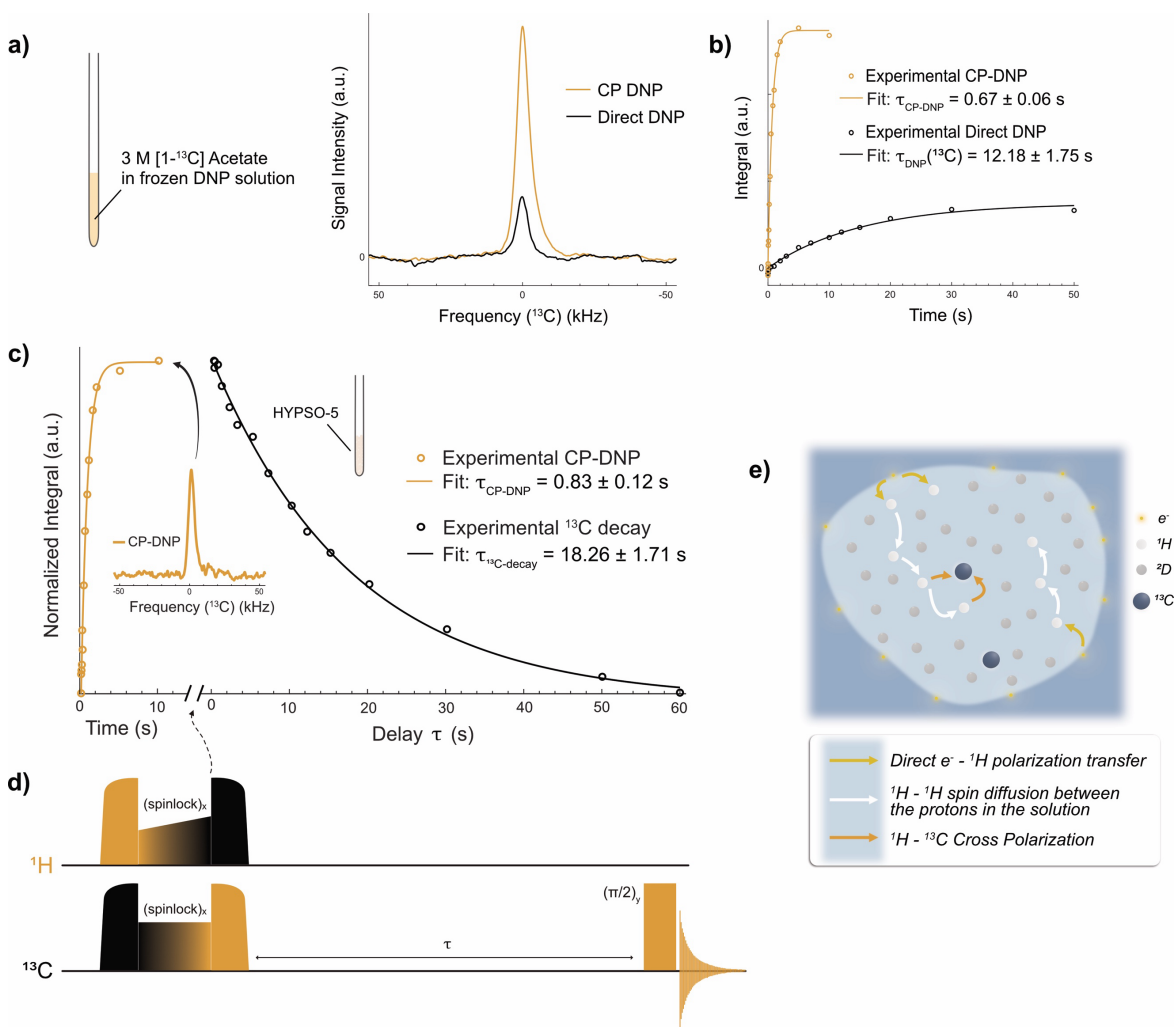 a)
3 M [1-¹³C] Acetate
in frozen DNP solution
Signal Intensity (a.u.)
0
CP DNP
Direct DNP
50
0
-50
Frequency (¹³C) (kHz)
b)
Integral (a.u.)
0
Experimental CP-DNP
Fit: τCP-DNP = 0.67 ± 0.06 s
Experimental Direct DNP
Fit: τDNP(¹³C) = 12.18 ± 1.75 s
0
10
20
30
40
50
Time (s)
c)
Normalized Integral (a.u.)
HYPSO-5
Experimental CP-DNP
Fit: τCP-DNP = 0.83 ± 0.12 s
Experimental ¹³C decay
Fit: τ¹³C-decay = 18.26 ± 1.71 s
CP-DNP
-50
0
50
Frequency (¹³C) (kHz)
0
10
0
10
20
30
40
50
60
Time (s)
Delay τ (s)
d)
(spinlock)x
¹H
(spinlock)x
(π/2)y
τ
¹³C
e)
e⁻
¹H
²D
¹³C
Direct e⁻ - ¹H polarization transfer
¹H - ¹H spin diffusion between
the protons in the solution
¹H - ¹³C Cross Polarization